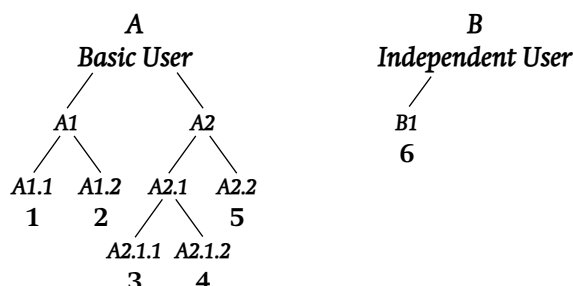 A B
Basic User Independent User
A1 A2 B1
6
A1.1 A1.2 A2.1 A2.2
1 2 5
A2.1.1 A2.1.2
3 4